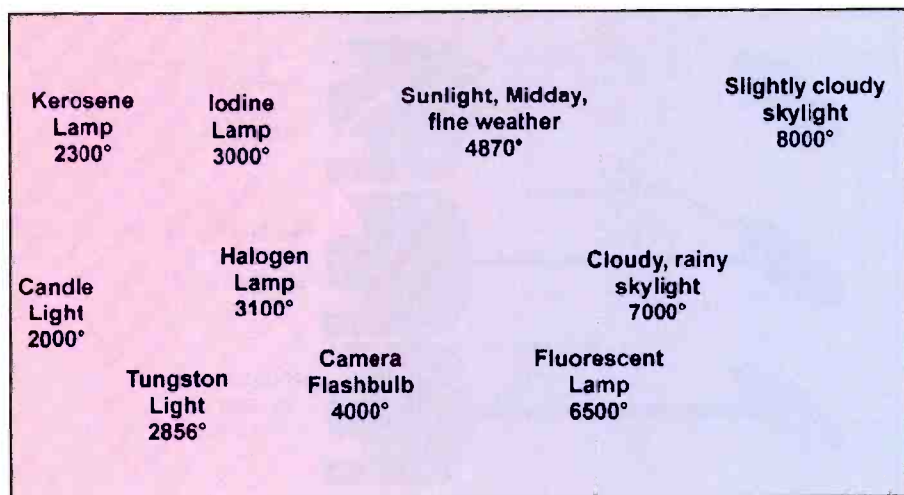 Kerosene
Lamp
2300°
Iodine
Lamp
3000°
Sunlight, Midday,
fine weather
4870°
Slightly cloudy
skylight
8000°
Candle
Light
2000°
Halogen
Lamp
3100°
Cloudy, rainy
skylight
7000°
Tungston
Light
2856°
Camera
Flashbulb
4000°
Fluorescent
Lamp
6500°